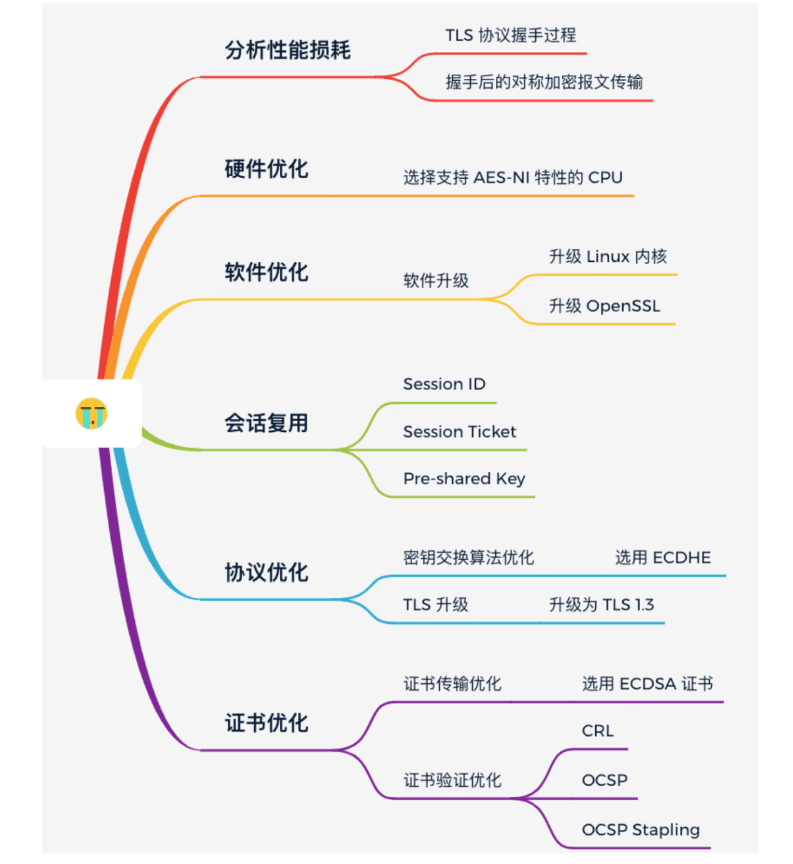 分析性能损耗
TLS 协议握手过程
握手后的对称加密报文传输
硬件优化
选择支持 AES-NI 特性的 CPU
软件优化
软件升级
升级 Linux 内核
升级 OpenSSL
会话复用
Session ID
Session Ticket
Pre-shared Key
协议优化
密钥交换算法优化
选用 ECDHE
TLS 升级
升级为 TLS 1.3
证书优化
证书传输优化
选用 ECDSA 证书
证书验证优化
CRL
OCSP
OCSP Stapling